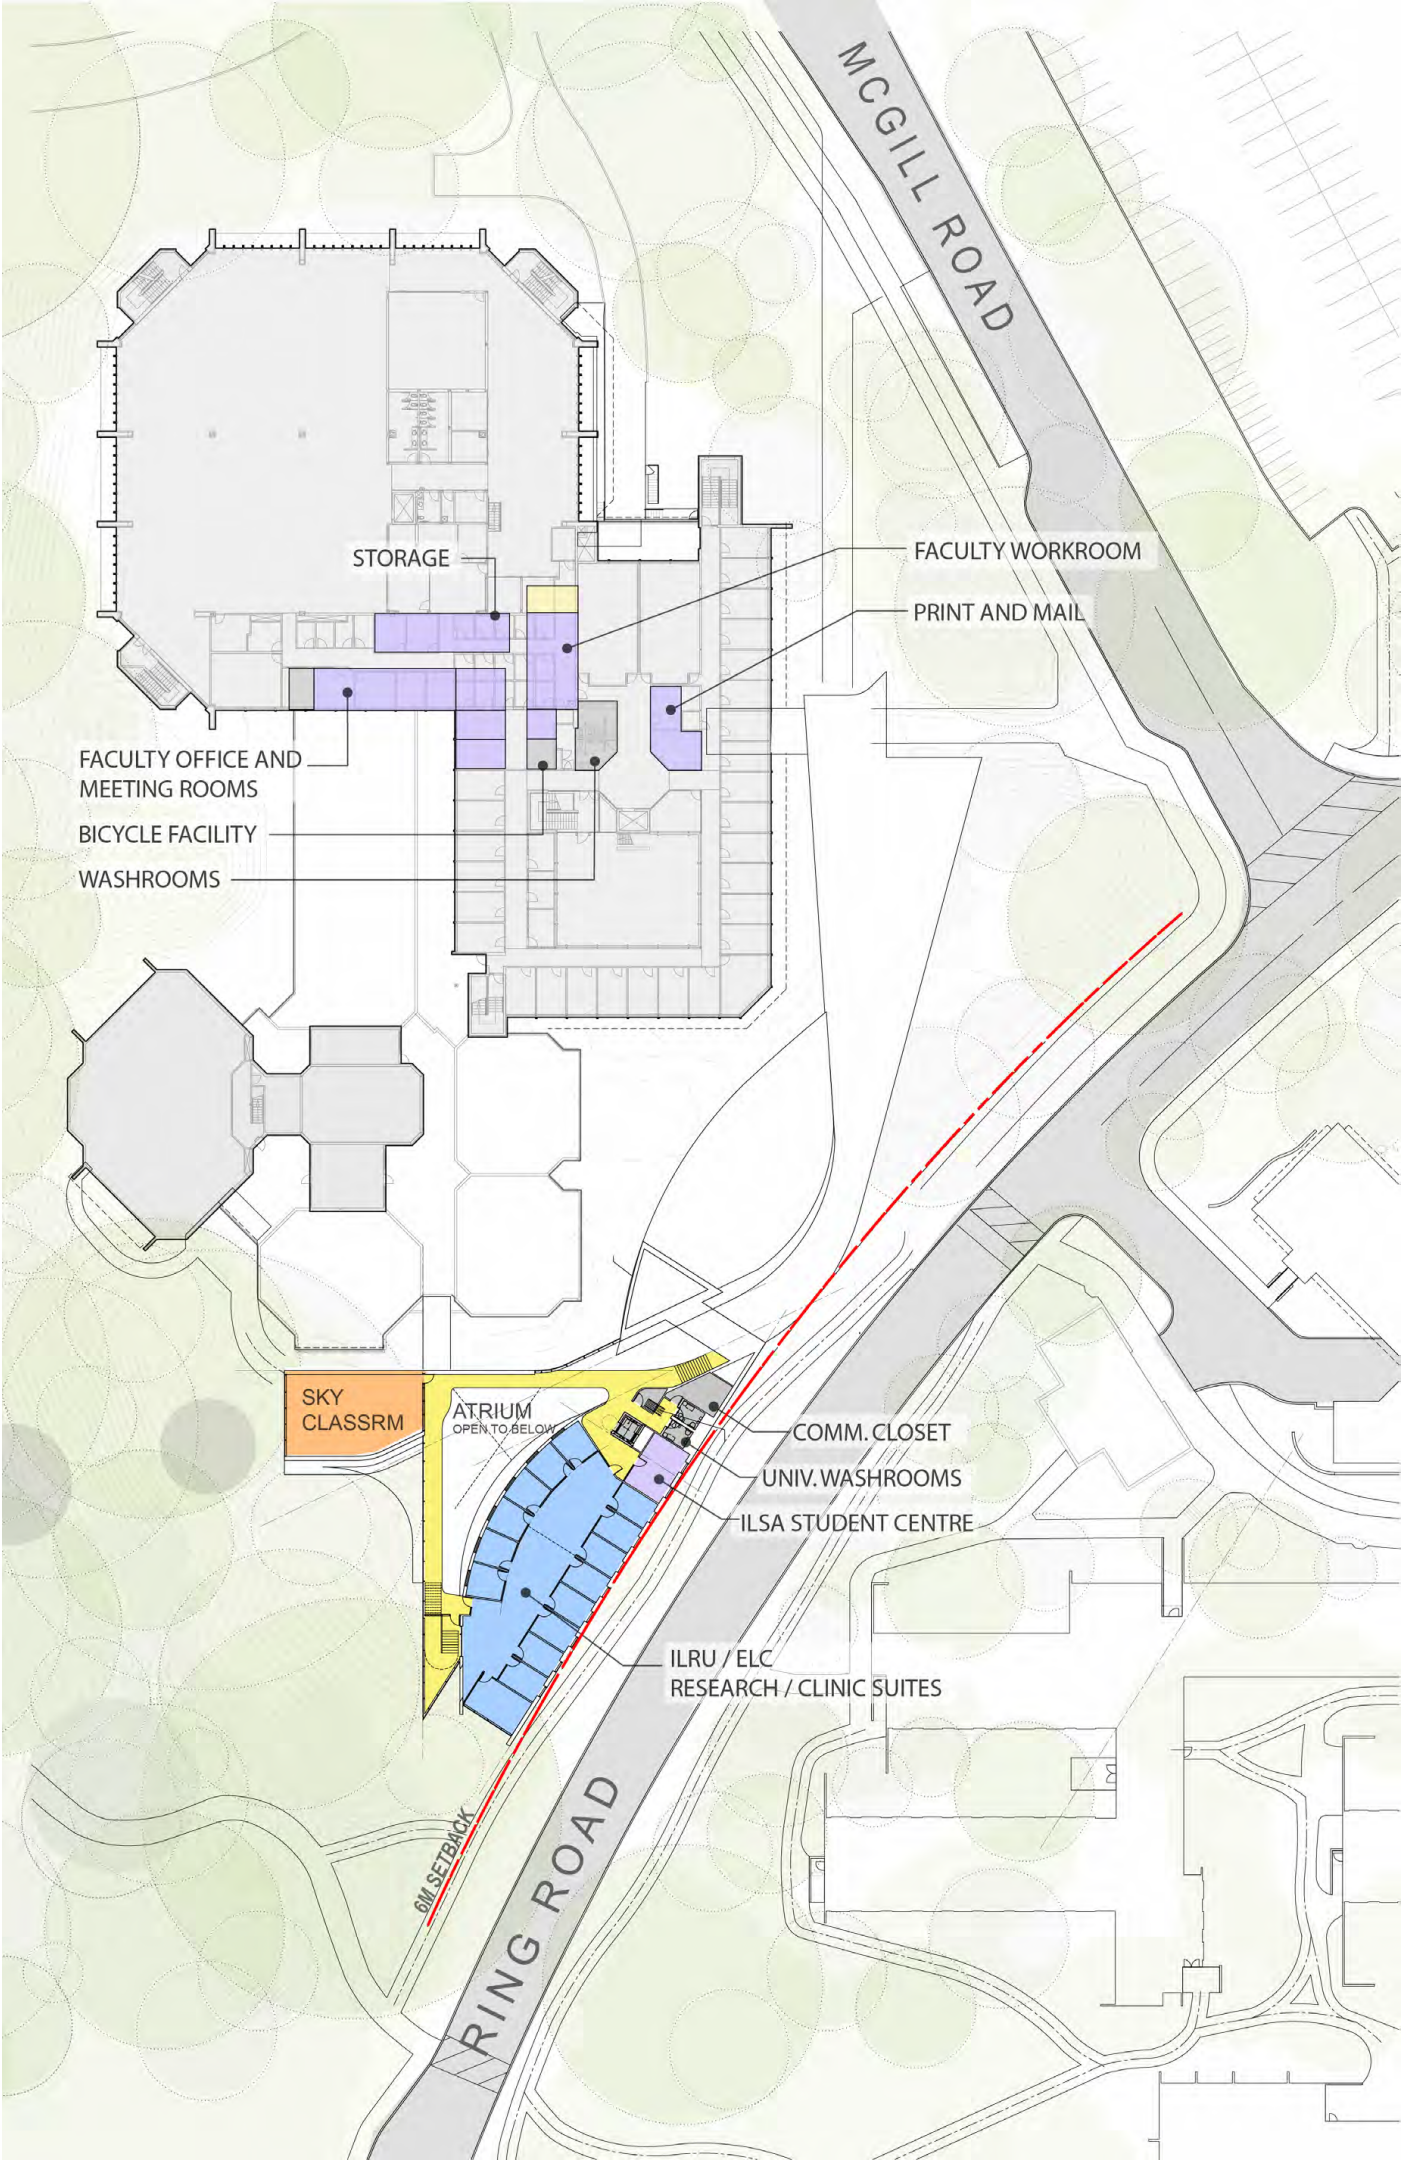 MCGILL ROAD
STORAGE
FACULTY WORKROOM
PRINT AND MAIL
FACULTY OFFICE AND
MEETING ROOMS
BICYCLE FACILITY
WASHROOMS
SKY
CLASSRM
ATRIUM
OPEN TO BELOW
COMM. CLOSET
UNIV. WASHROOMS
ILSA STUDENT CENTRE
ILRU / ELC
RESEARCH / CLINIC SUITES
6M SETBACK
RING ROAD